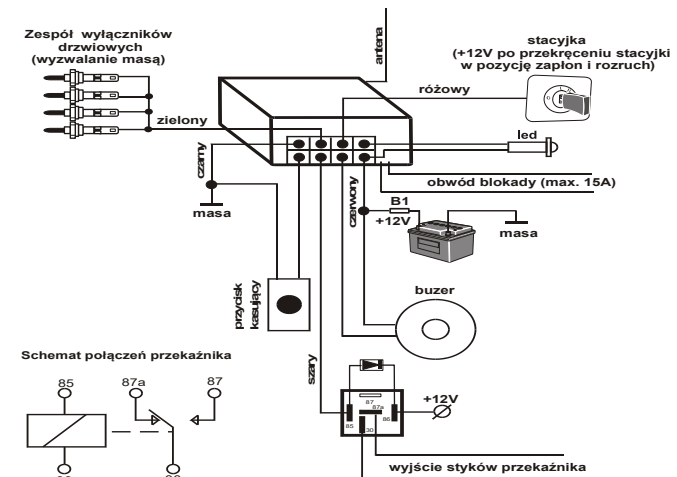 Zespół wyłączników
drzwiowych
(wyzwalanie masą)
antena
stacyjka
(+12V po przekręceniu stacyjki
w pozycję zapłon i rozruch)
różowy
zielony
led
czarny
obwód blokady (max. 15A)
masa
czerwony
B1
+12V
masa
przycisk
kasujący
buzer
szary
Schemat połączeń przekaźnika
85
87a
87
+12V
87
87a
85
86
30
wyjście styków przekaźnika